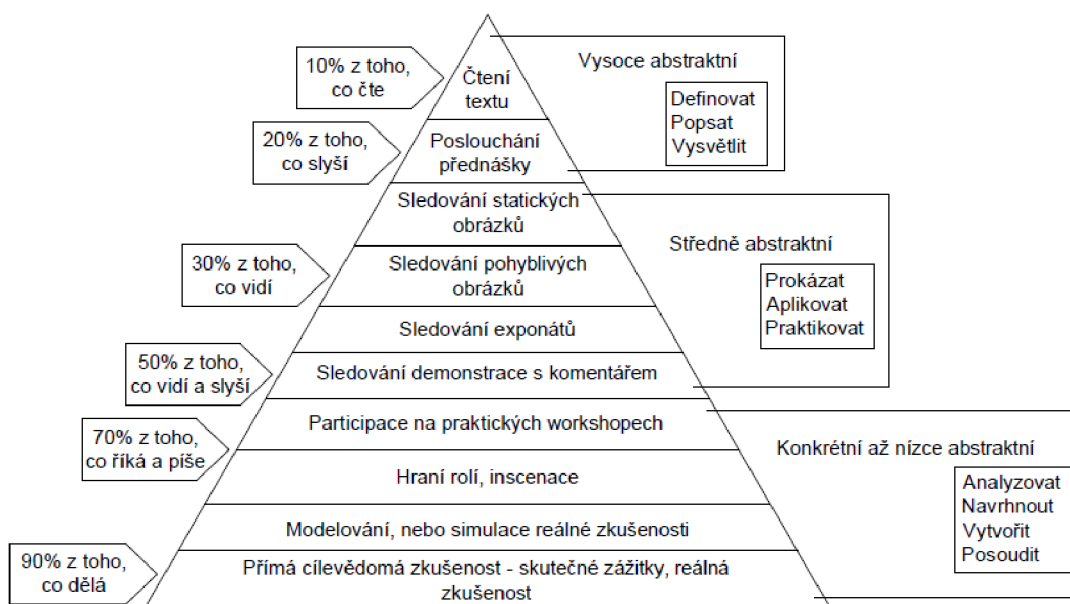 10% z toho,
co čte
Čtení
textu
Vysoce abstraktní
Definovat
Popsat
Vysvětlit
20% z toho,
co slyší
Poslouchání
přednášky
Sledování statických
obrázků
Středně abstraktní
Prokázat
Aplikovat
Praktikovat
30% z toho,
co vidí
Sledování pohyblivých
obrázků
Sledování exponátů
50% z toho,
co vidí a slyší
Sledování demonstrace s komentářem
70% z toho,
co říká a píše
Participace na praktických workshopech
Konkrétní až nízce abstraktní
Analyzovat
Navrhnout
Vytvořit
Posoudit
Hraní rolí, inscenace
Modelování, nebo simulace reálné zkušenosti
90% z toho,
co dělá
Přímá cílevědomá zkušenost - skutečné zážitky, reálná
zkušenost